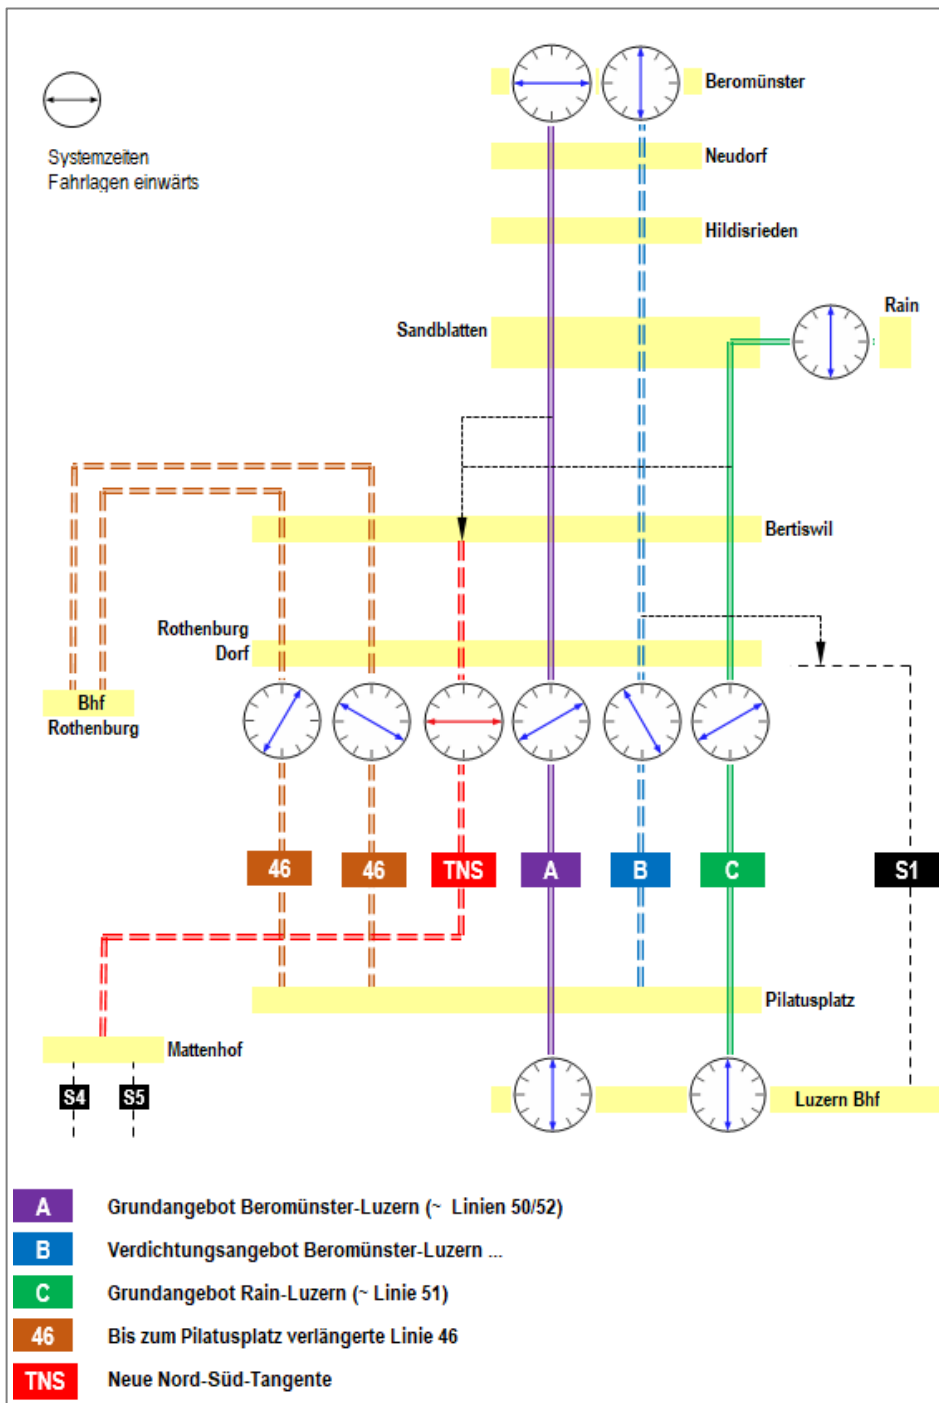 Beromünster
Systemzeiten
Fahrlagen einwärts
Neudorf
Hildisrieden
Rain
Sandblatten
Bertiswil
Rothenburg
Dorf
Bhf
Rothenburg
46
46
TNS
A
B
C
S1
Pilatusplatz
Mattenhof
S4
S5
Luzern Bhf
A Grundangebot Beromünster-Luzern (~ Linien 50/52)
B Verdichtungsangebot Beromünster-Luzern ...
C Grundangebot Rain-Luzern (~ Linie 51)
46 Bis zum Pilatusplatz verlängerte Linie 46
TNS Neue Nord-Süd-Tangente